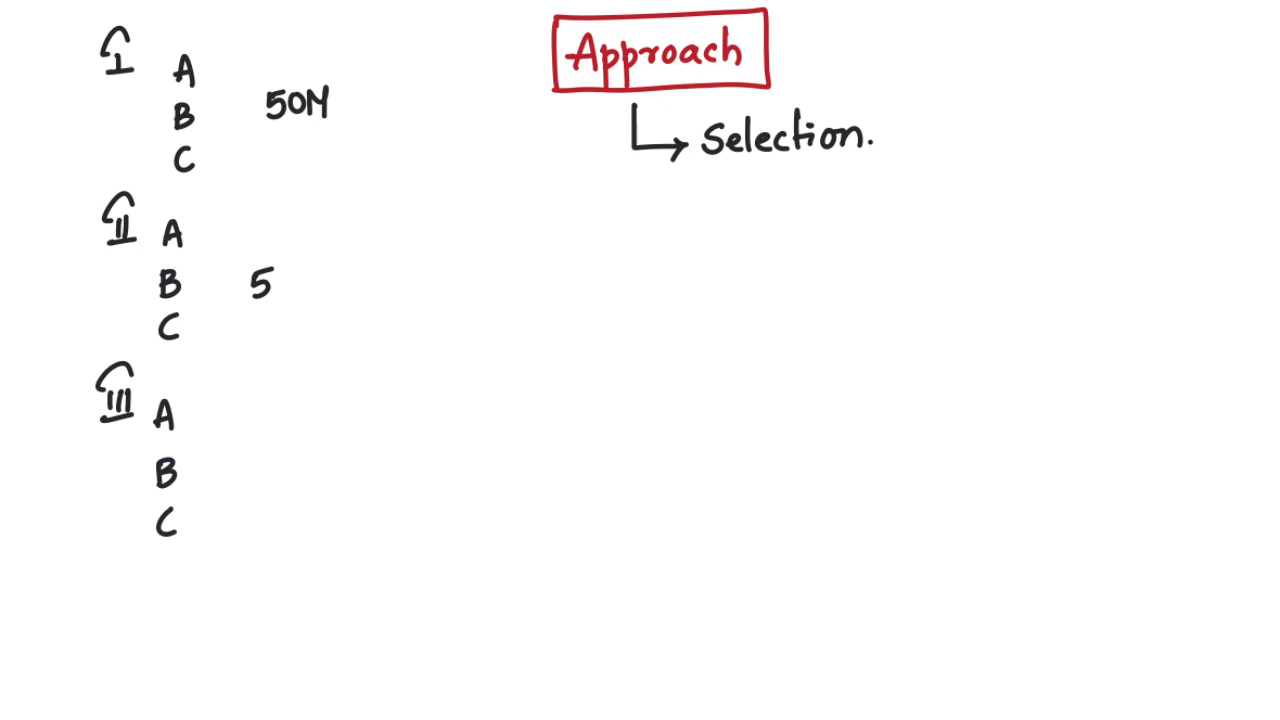 I A
B 50M
C
II A
B 5
C
III A
B
C
Approach
Selection.